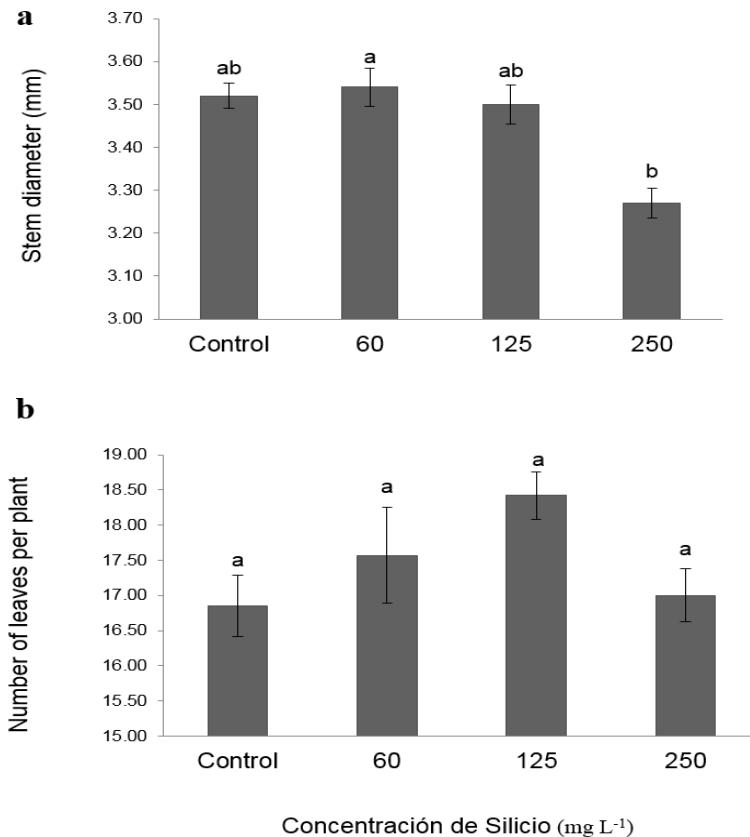 a
Stem diameter (mm)
3.70
3.60
3.50
3.40
3.30
3.20
3.10
3.00
ab
a
ab
b
Control 60 125 250
b
Number of leaves per plant
19.00
18.50
18.00
17.50
17.00
16.50
16.00
15.50
15.00
a
a
a
a
Control 60 125 250
Concentración de Silicio (mg L⁻¹)